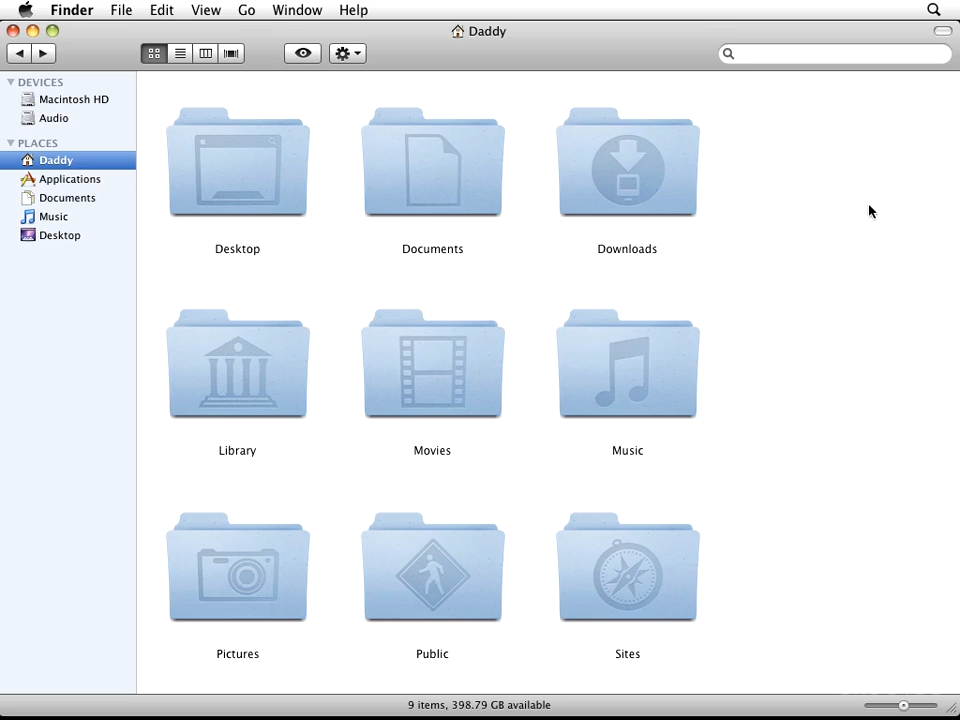 Finder File Edit View Go Window Help
Daddy
DEVICES
Macintosh HD
Audio
PLACES
Daddy
Applications
Documents
Music
Desktop
Desktop Documents Downloads
Library Movies Music
Pictures Public Sites
9 items, 398.79 GB available